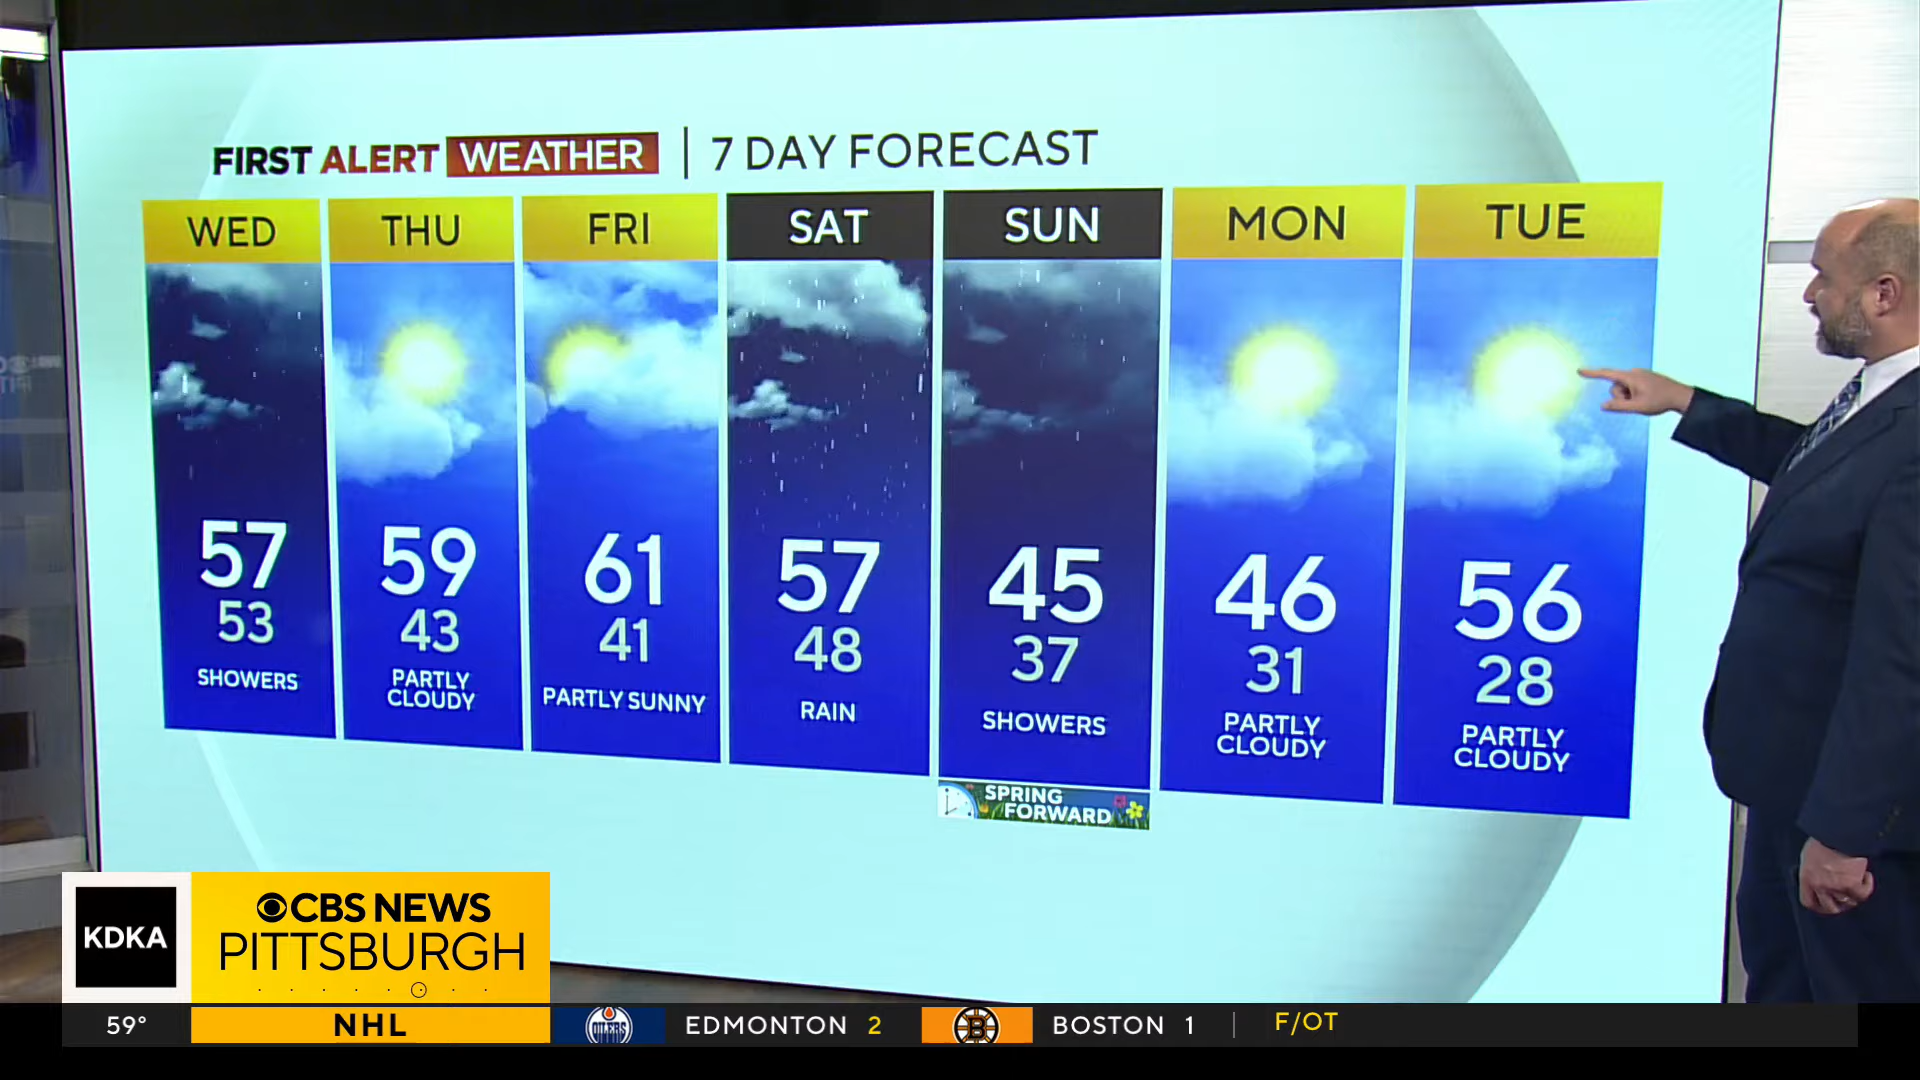 FIRST ALERT WEATHER | 7 DAY FORECAST
WED
57
53
SHOWERS
THU
59
43
PARTLY
CLOUDY
FRI
61
41
PARTLY SUNNY
SAT
57
48
RAIN
SUN
45
37
SHOWERS
SPRING
FORWARD
MON
46
31
PARTLY
CLOUDY
TUE
56
28
PARTLY
CLOUDY
KDKA
CBS NEWS
PITTSBURGH
59° NHL OILERS EDMONTON 2 B BOSTON 1 | F/OT